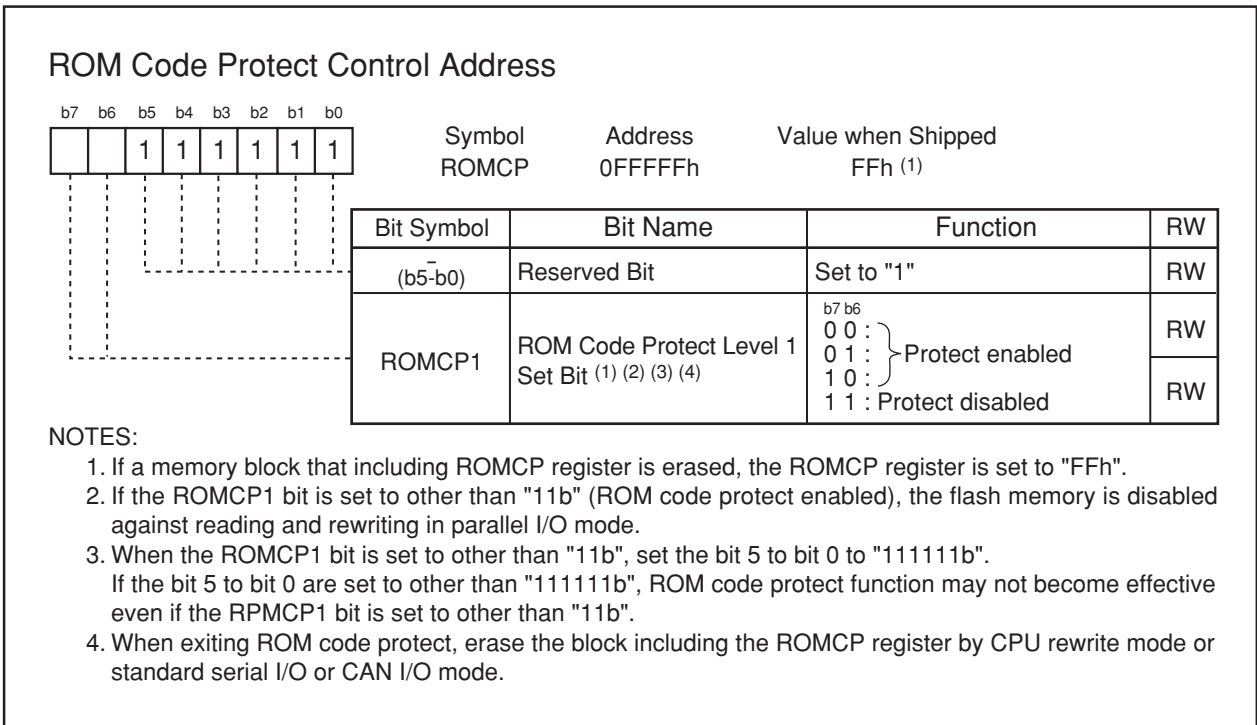 ROM Code Protect Control Address
b7 b6 b5 b4 b3 b2 b1 b0
1 1 1 1 1 1
Symbol Address Value when Shipped
ROMCP 0FFFFFh FFh (1)
Bit Symbol Bit Name Function RW
–
(b5-b0) Reserved Bit Set to "1" RW
ROMCP1 ROM Code Protect Level 1
Set Bit (1) (2) (3) (4)
b7 b6
0 0 :
0 1 : Protect enabled
1 0 :
1 1 : Protect disabled
RW
RW
NOTES:
1. If a memory block that including ROMCP register is erased, the ROMCP register is set to "FFh".
2. If the ROMCP1 bit is set to other than "11b" (ROM code protect enabled), the flash memory is disabled
against reading and rewriting in parallel I/O mode.
3. When the ROMCP1 bit is set to other than "11b", set the bit 5 to bit 0 to "111111b".
If the bit 5 to bit 0 are set to other than "111111b", ROM code protect function may not become effective
even if the RPMCP1 bit is set to other than "11b".
4. When exiting ROM code protect, erase the block including the ROMCP register by CPU rewrite mode or
standard serial I/O or CAN I/O mode.